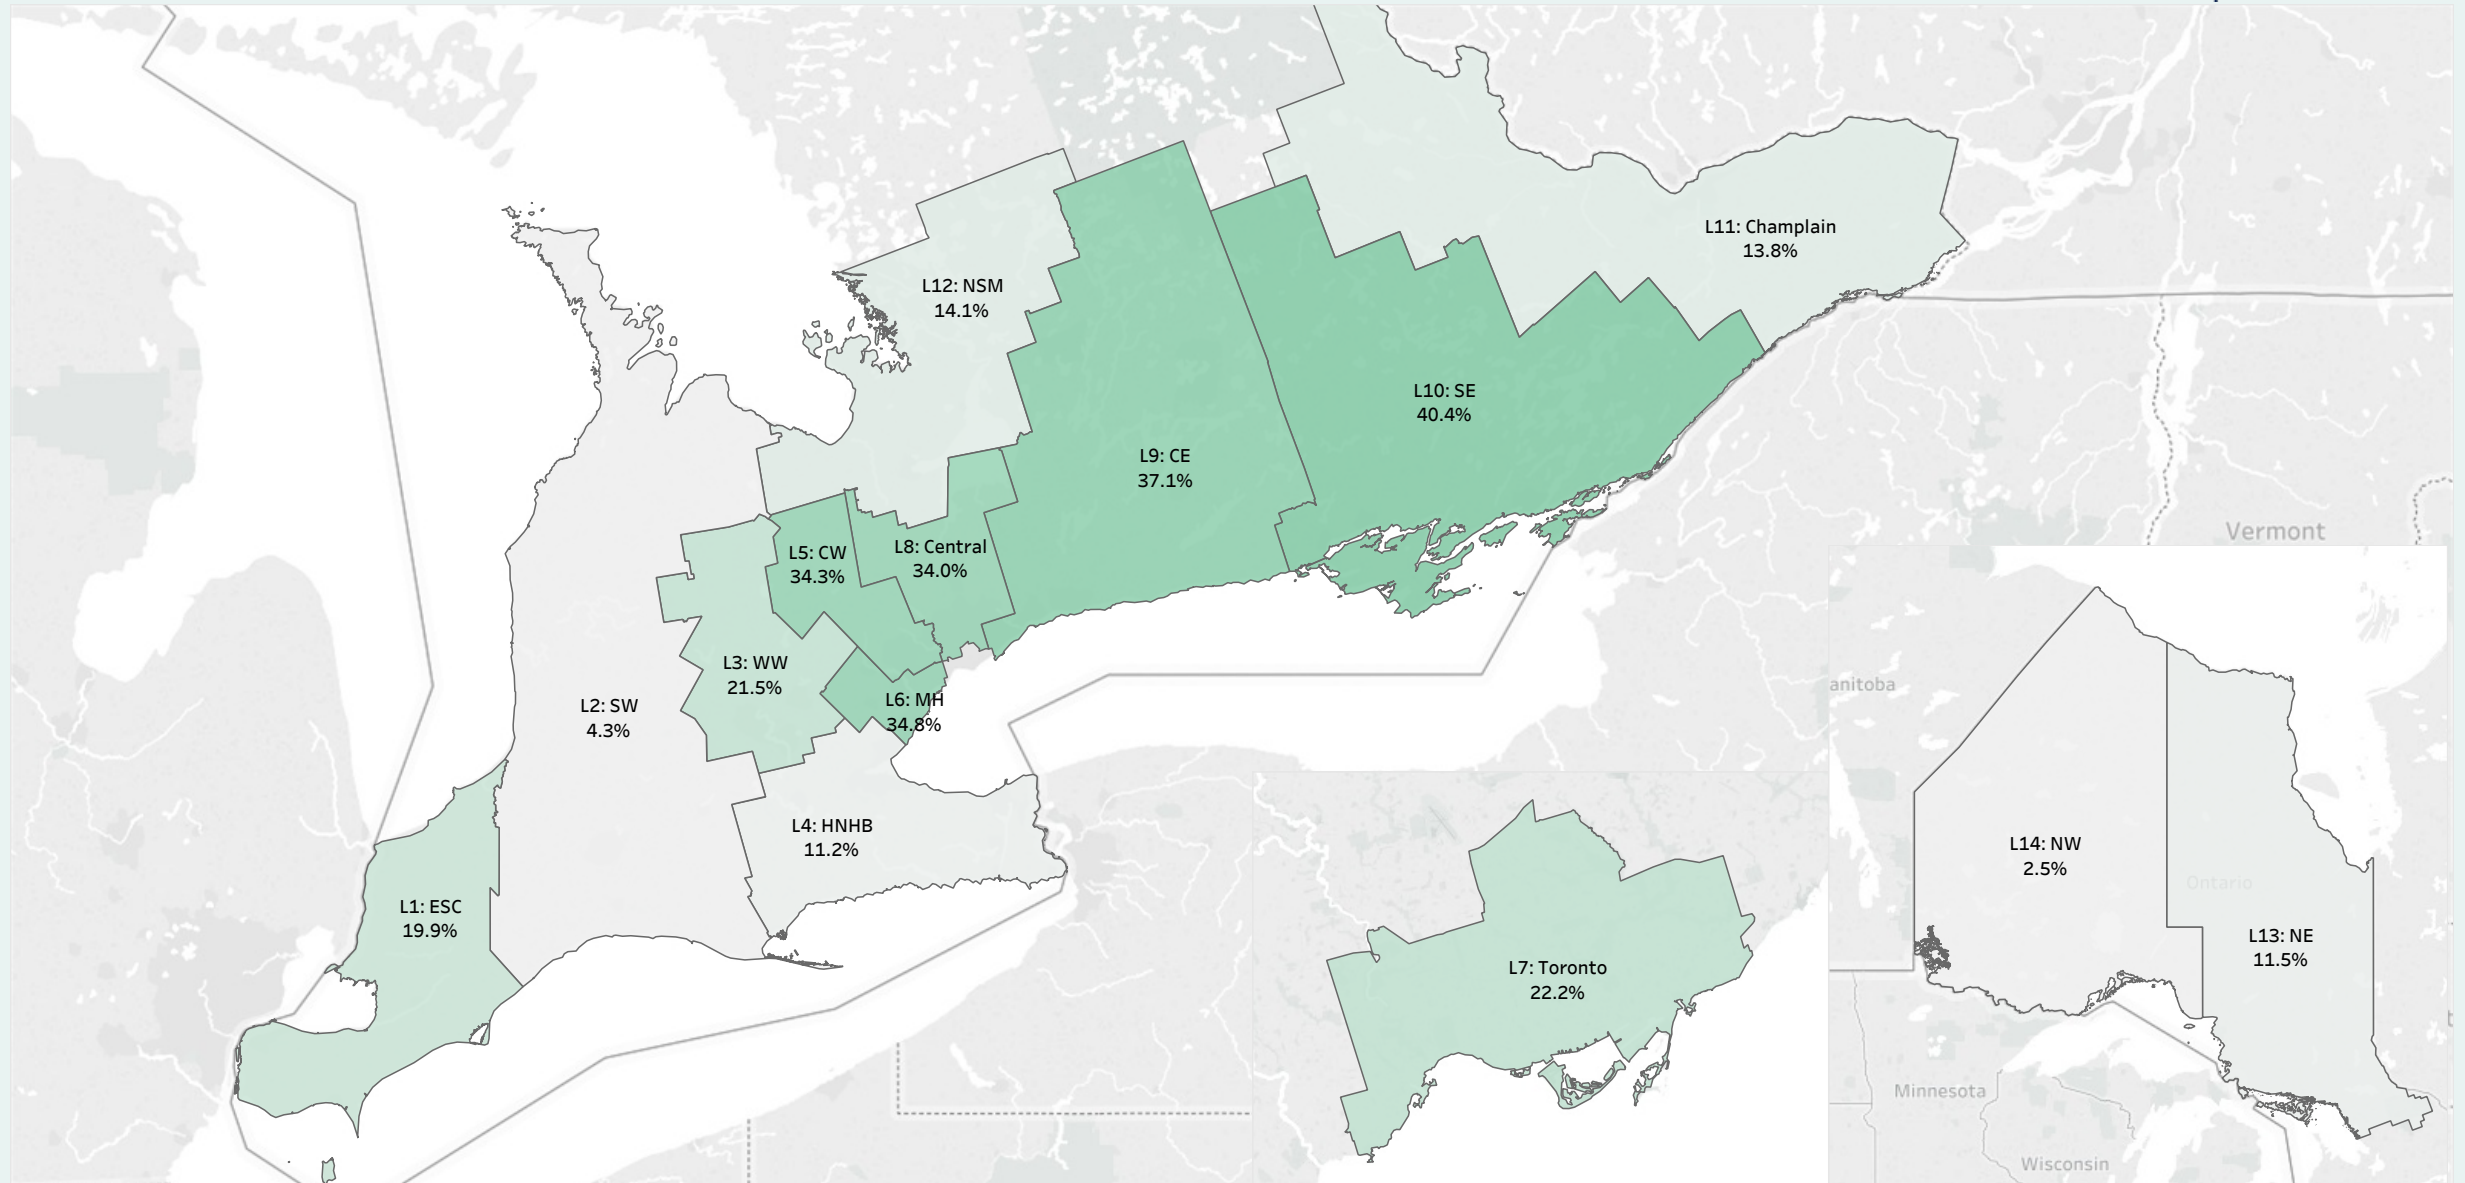 L11: Champlain
13.8%
L12: NSM
14.1%
L10: SE
40.4%
L9: CE
37.1%
Vermont
L5: CW
34.3%
L8: Central
34.0%
L3: WW
21.5%
L6: MH
34.8%
L2: SW
4.3%
anitoba
L4: HNHB
11.2%
L14: NW
2.5%
Ontario
L1: ESC
19.9%
L13: NE
11.5%
L7: Toronto
22.2%
Minnesota
Wisconsin